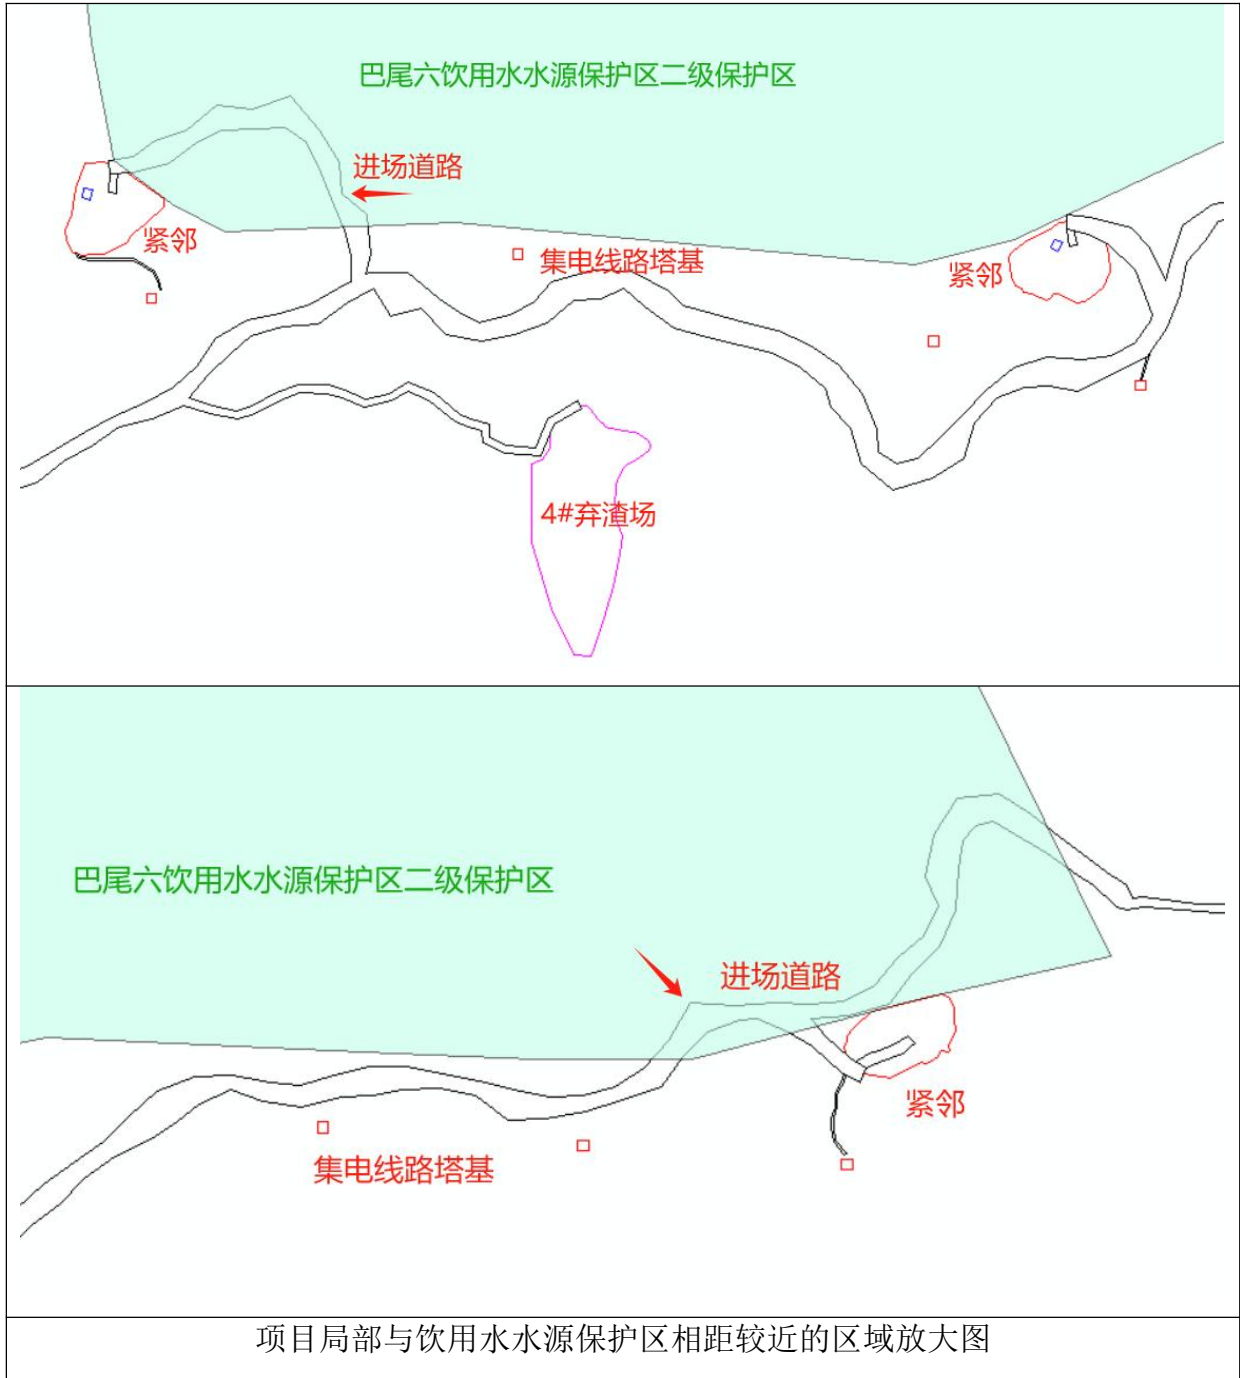 巴尾六饮用水水源保护区二级保护区
进场道路
紧邻
集电线路塔基
紧邻
4#弃渣场
巴尾六饮用水水源保护区二级保护区
进场道路
紧邻
集电线路塔基
项目局部与饮用水水源保护区相距较近的区域放大图